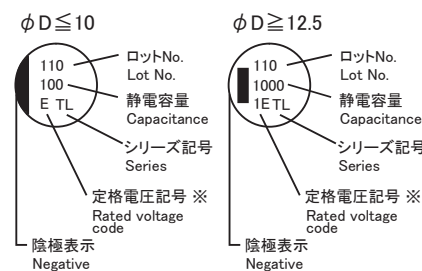 φD≦10
110
100
E TL
ロットNo.
Lot No.
静電容量
Capacitance
シリーズ記号
Series
定格電圧記号 ※
Rated voltage
code
陰極表示
Negative
φD≧12.5
110
1000
1E TL
ロットNo.
Lot No.
静電容量
Capacitance
シリーズ記号
Series
定格電圧記号 ※
Rated voltage
code
陰極表示
Negative